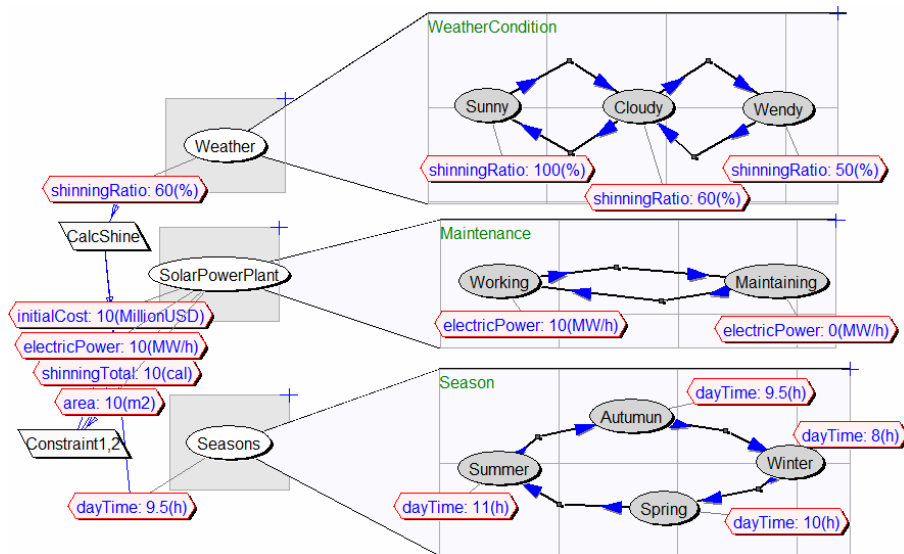 WeatherCondition
Sunny
Cloudy
Wendy
Weather
shinningRatio: 100(%)
shinningRatio: 50(%)
shinningRatio: 60(%)
shinningRatio: 60(%)
CalcShine
Maintenance
SolarPowerPlant
Working
Maintaining
initialCost: 10(MillionUSD)
electricPower: 10(MW/h)
electricPower: 0(MW/h)
electricPower: 10(MW/h)
shinningTotal: 10(cal)
area: 10(m2)
Season
dayTime: 9.5(h)
Autumun
Constraint1,2
Seasons
dayTime: 8(h)
Summer
Winter
dayTime: 9.5(h)
dayTime: 11(h)
Spring
dayTime: 10(h)